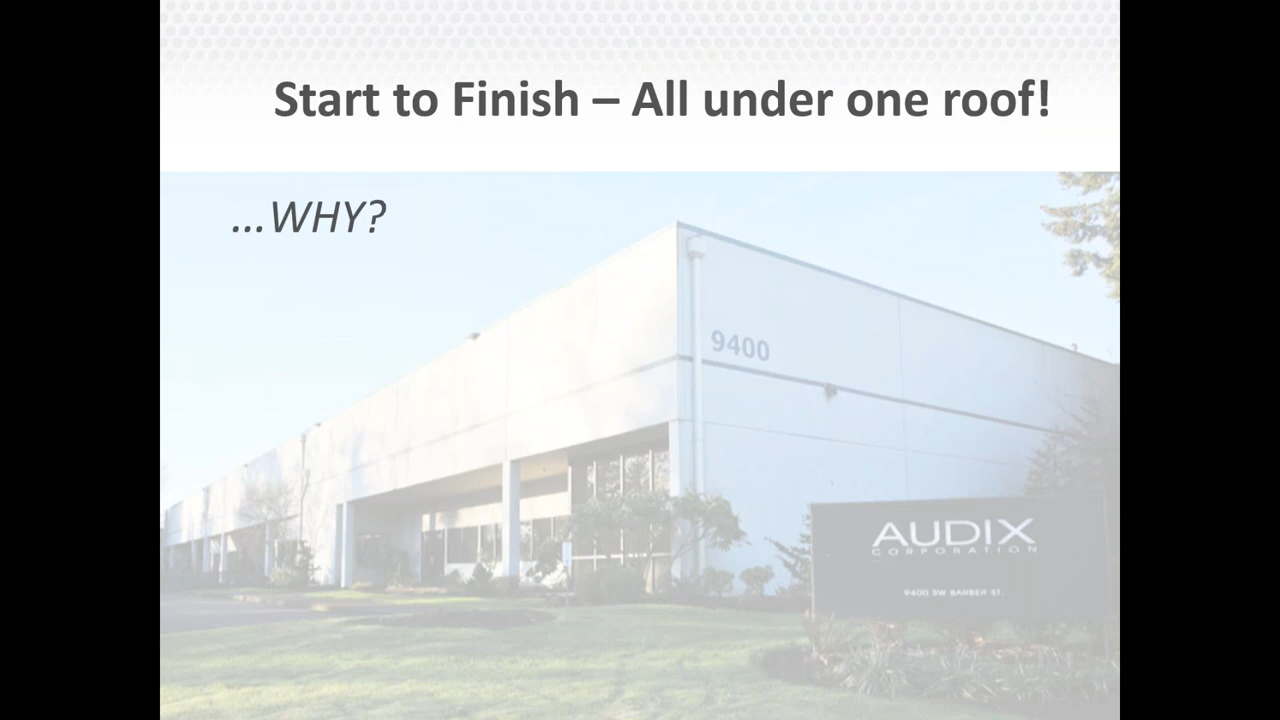 Start to Finish – All under one roof!
...WHY?
9400
AUDIX
CORPORATION
9400 SW BARBER ST.